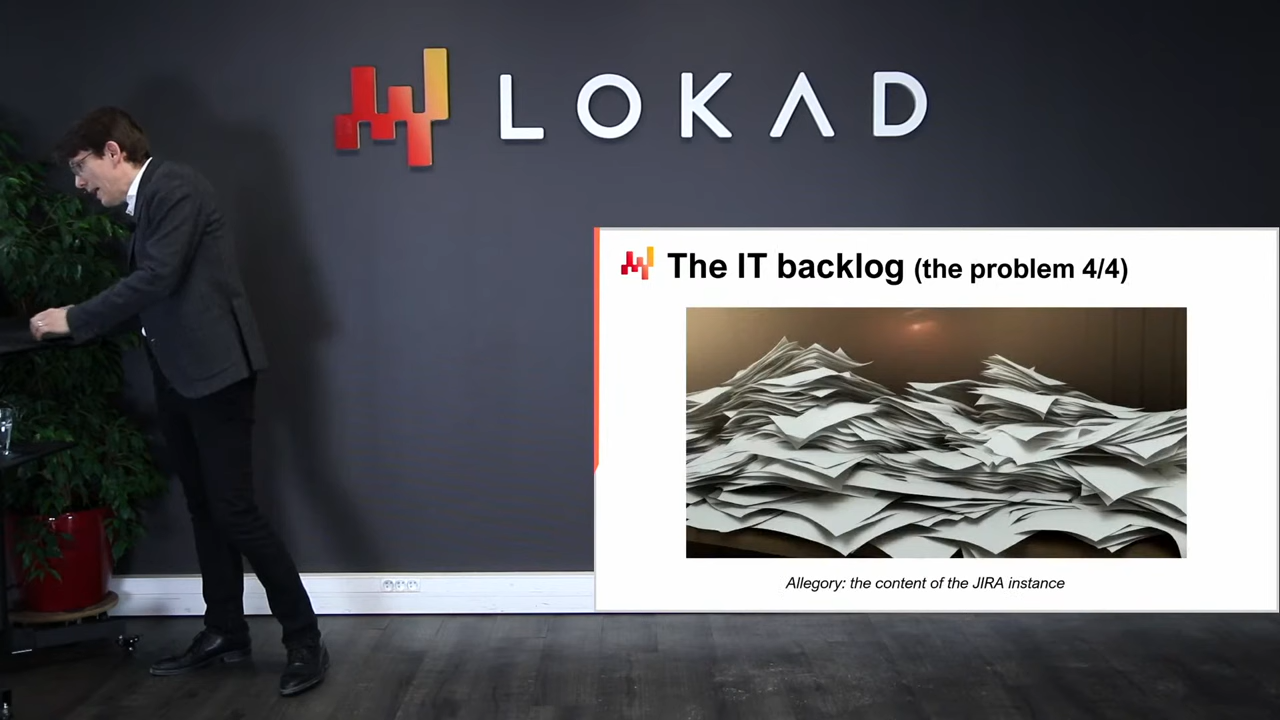 LOKAD
The IT backlog (the problem 4/4)
Allegory: the content of the JIRA instance